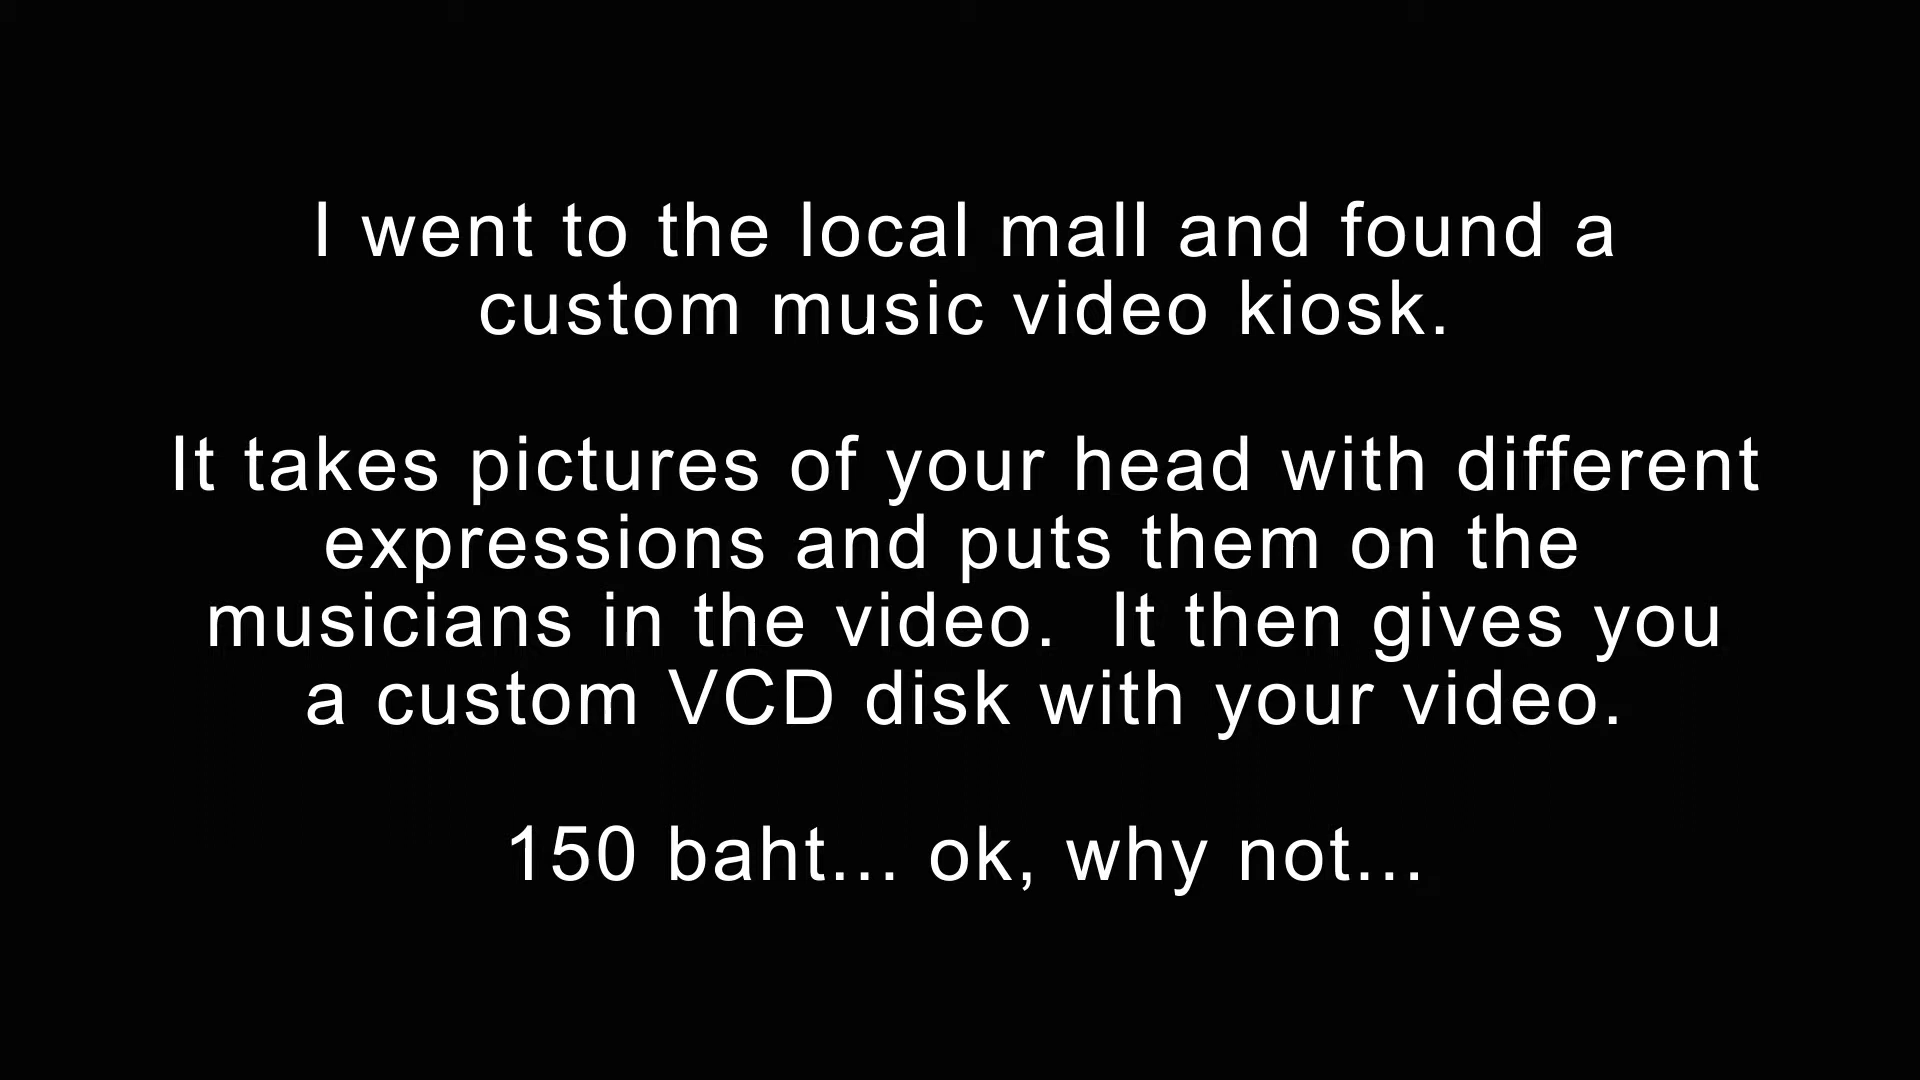 I went to the local mall and found a
custom music video kiosk.
It takes pictures of your head with different
expressions and puts them on the
musicians in the video.  It then gives you
a custom VCD disk with your video.
150 baht... ok, why not...